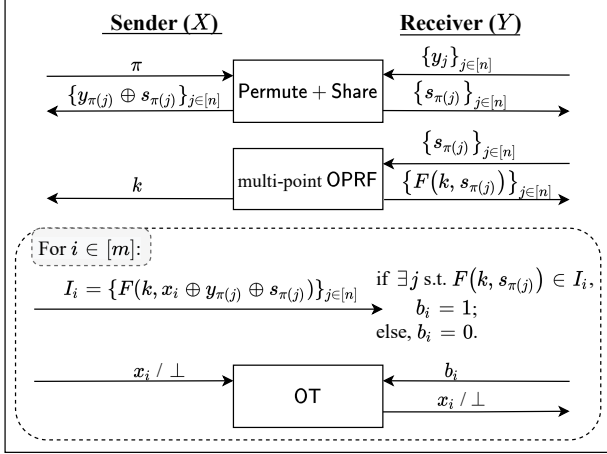 Sender (X) Receiver (Y)
π {y_j}_{j∈[n]}
{y_{π(j)} ⊕ s_{π(j)}}_{j∈[n]} Permute + Share {s_{π(j)}}_{j∈[n]}
{s_{π(j)}}_{j∈[n]}
k multi-point OPRF {F(k, s_{π(j)})}_{j∈[n]}
For i ∈ [m]:
I_i = {F(k, x_i ⊕ y_{π(j)} ⊕ s_{π(j)})}_{j∈[n]} if ∃j s.t. F(k, s_{π(j)}) ∈ I_i,
b_i = 1;
else, b_i = 0.
x_i / ⊥ b_i
OT x_i / ⊥